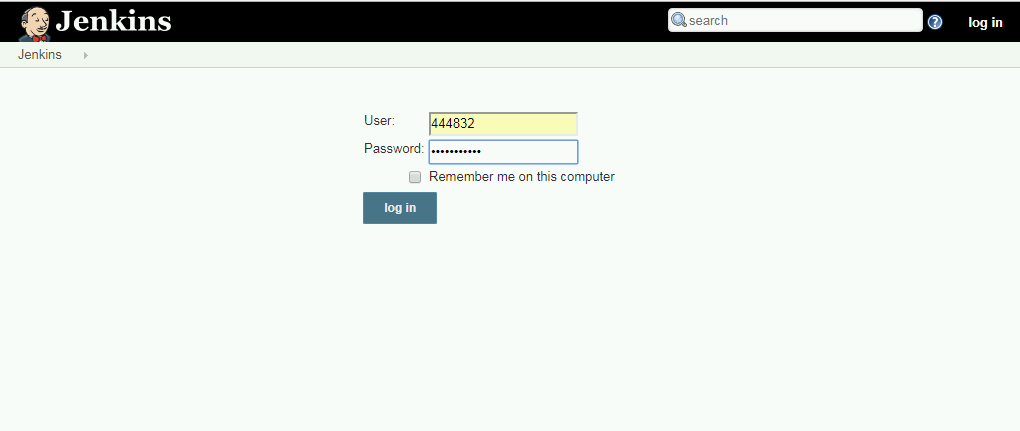 Jenkins
search
?
log in
Jenkins
User:
444832
Password:
•••••••••••
Remember me on this computer
log in